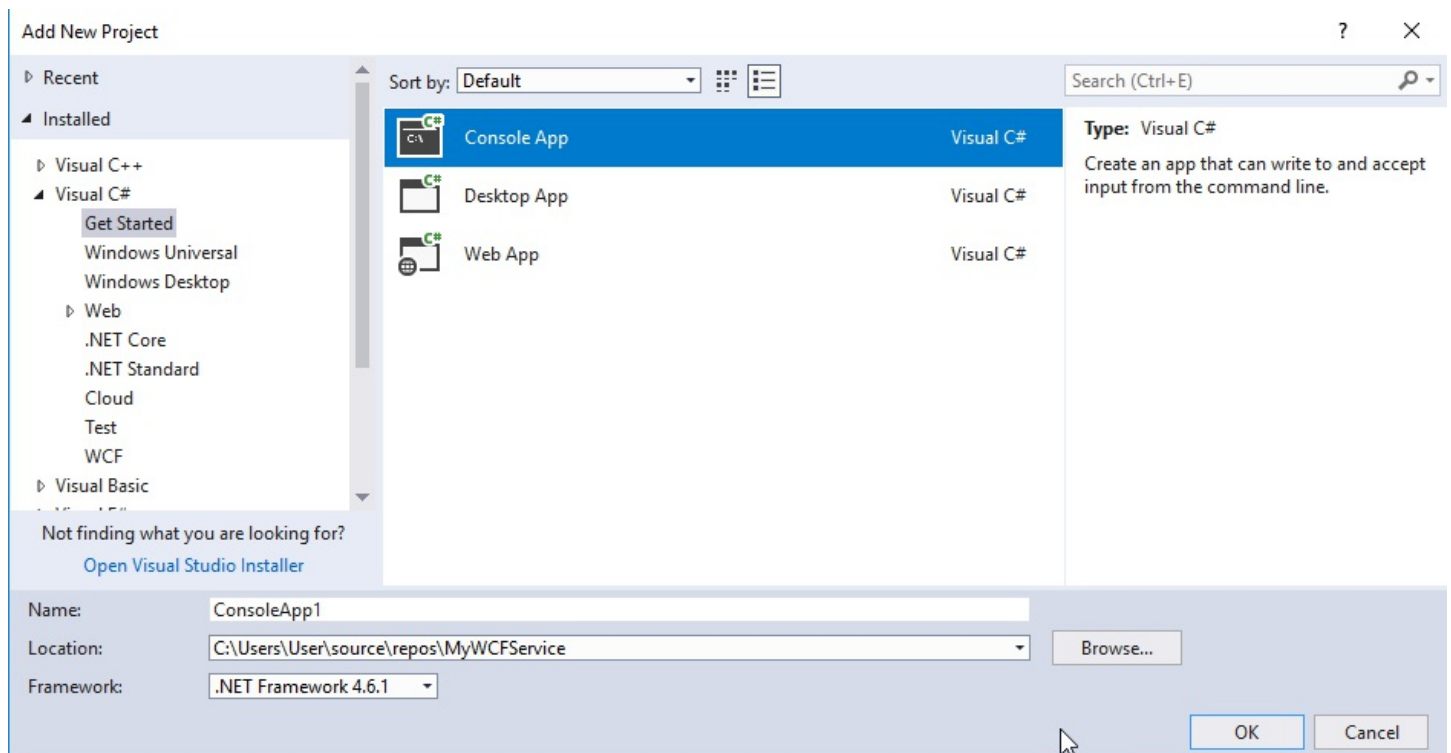 Add New Project
?
Recent
Installed
Visual C++
Visual C#
Get Started
Windows Universal
Windows Desktop
Web
.NET Core
.NET Standard
Cloud
Test
WCF
Visual Basic
Not finding what you are looking for?
Open Visual Studio Installer
Sort by: Default
C#
C:\
Console App Visual C#
C#
Desktop App Visual C#
C#
Web App Visual C#
Search (Ctrl+E)
Type: Visual C#
Create an app that can write to and accept
input from the command line.
Name: ConsoleApp1
Location: C:\Users\User\source\repos\MyWCFService
Browse...
Framework: .NET Framework 4.6.1
OK Cancel